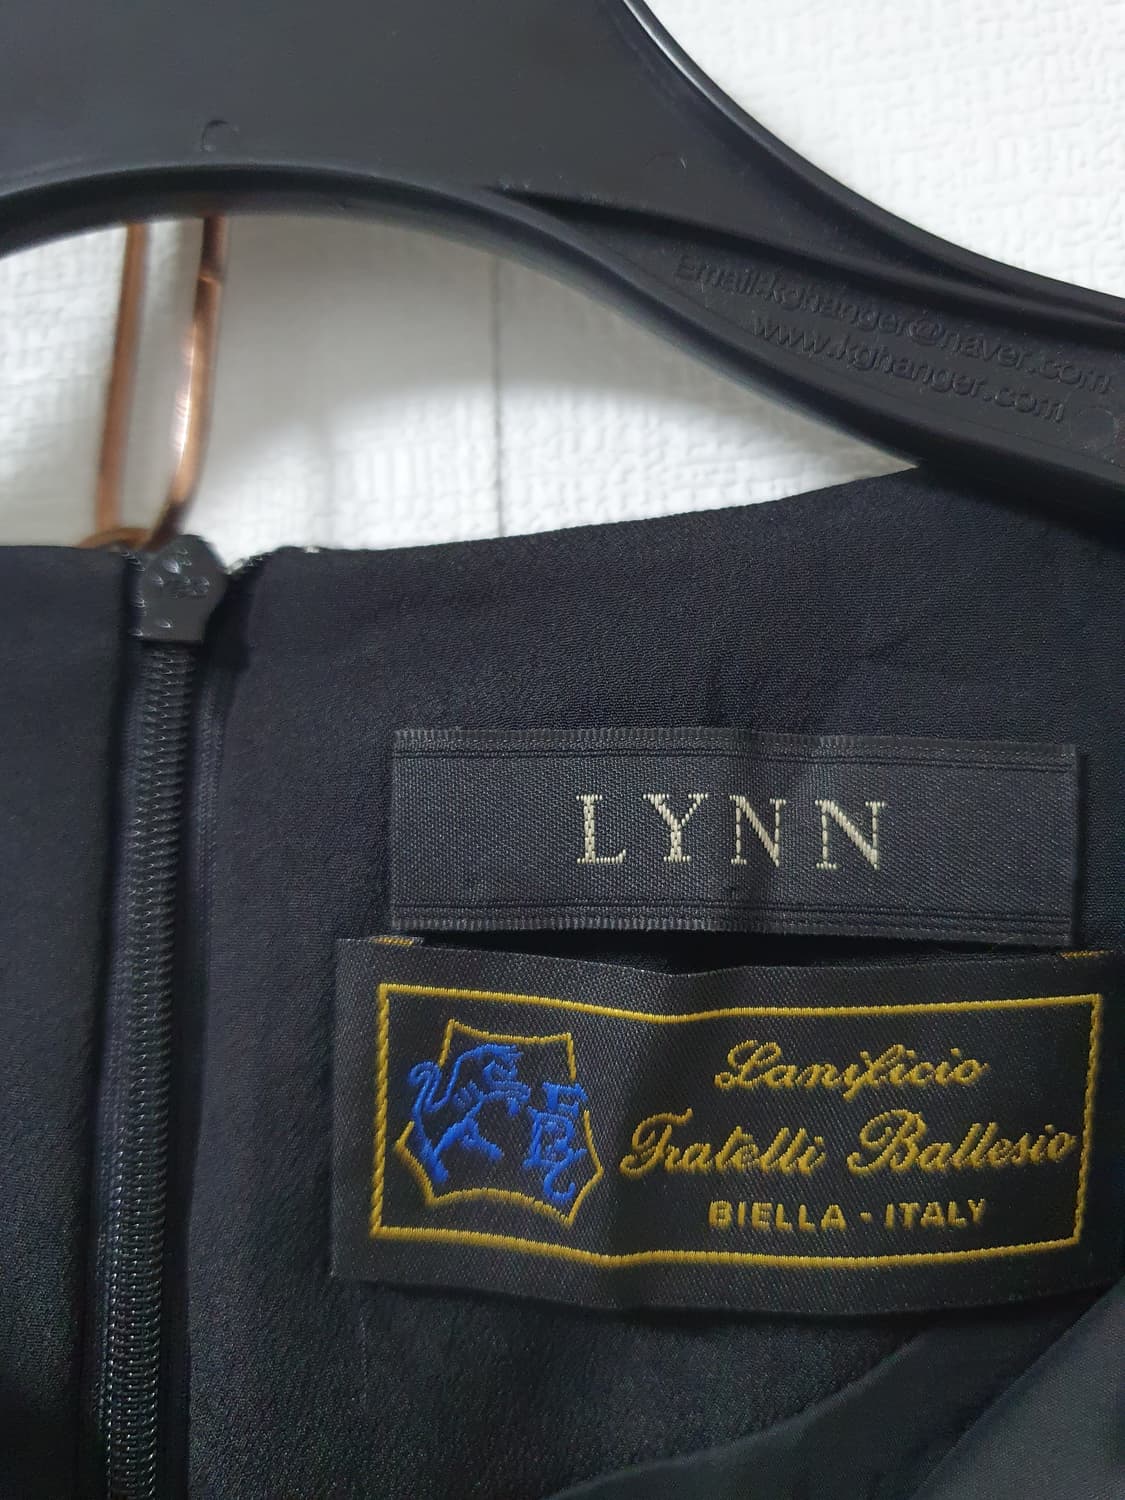 Email:kghanger@naver.com
www.kghanger.com
LYNN
Lanificio
Fratelli Ballesio
BIELLA - ITALY